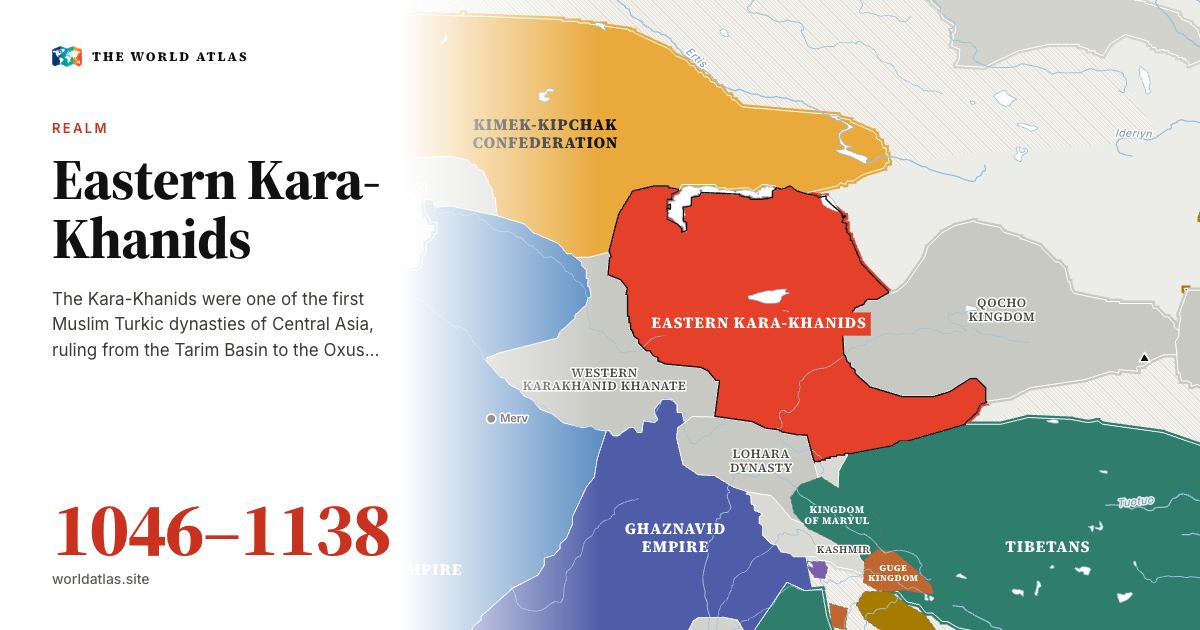 THE WORLD ATLAS
REALM
Eastern Kara-
Khanids
The Kara-Khanids were one of the first
Muslim Turkic dynasties of Central Asia,
ruling from the Tarim Basin to the Oxus...
1046–1138
worldatlas.site
Ertis
KIMEK-KIPCHAK
CONFEDERATION
Ideriyn
EASTERN KARA-KHANIDS
QOCHO
KINGDOM
WESTERN
KARAKHANID KHANATE
Merv
LOHARA
DYNASTY
KINGDOM
OF MARYUL
Tuotuo
GHAZNAVID
EMPIRE
TIBETANS
KASHMIR
GUGE
KINGDOM
MPIRE